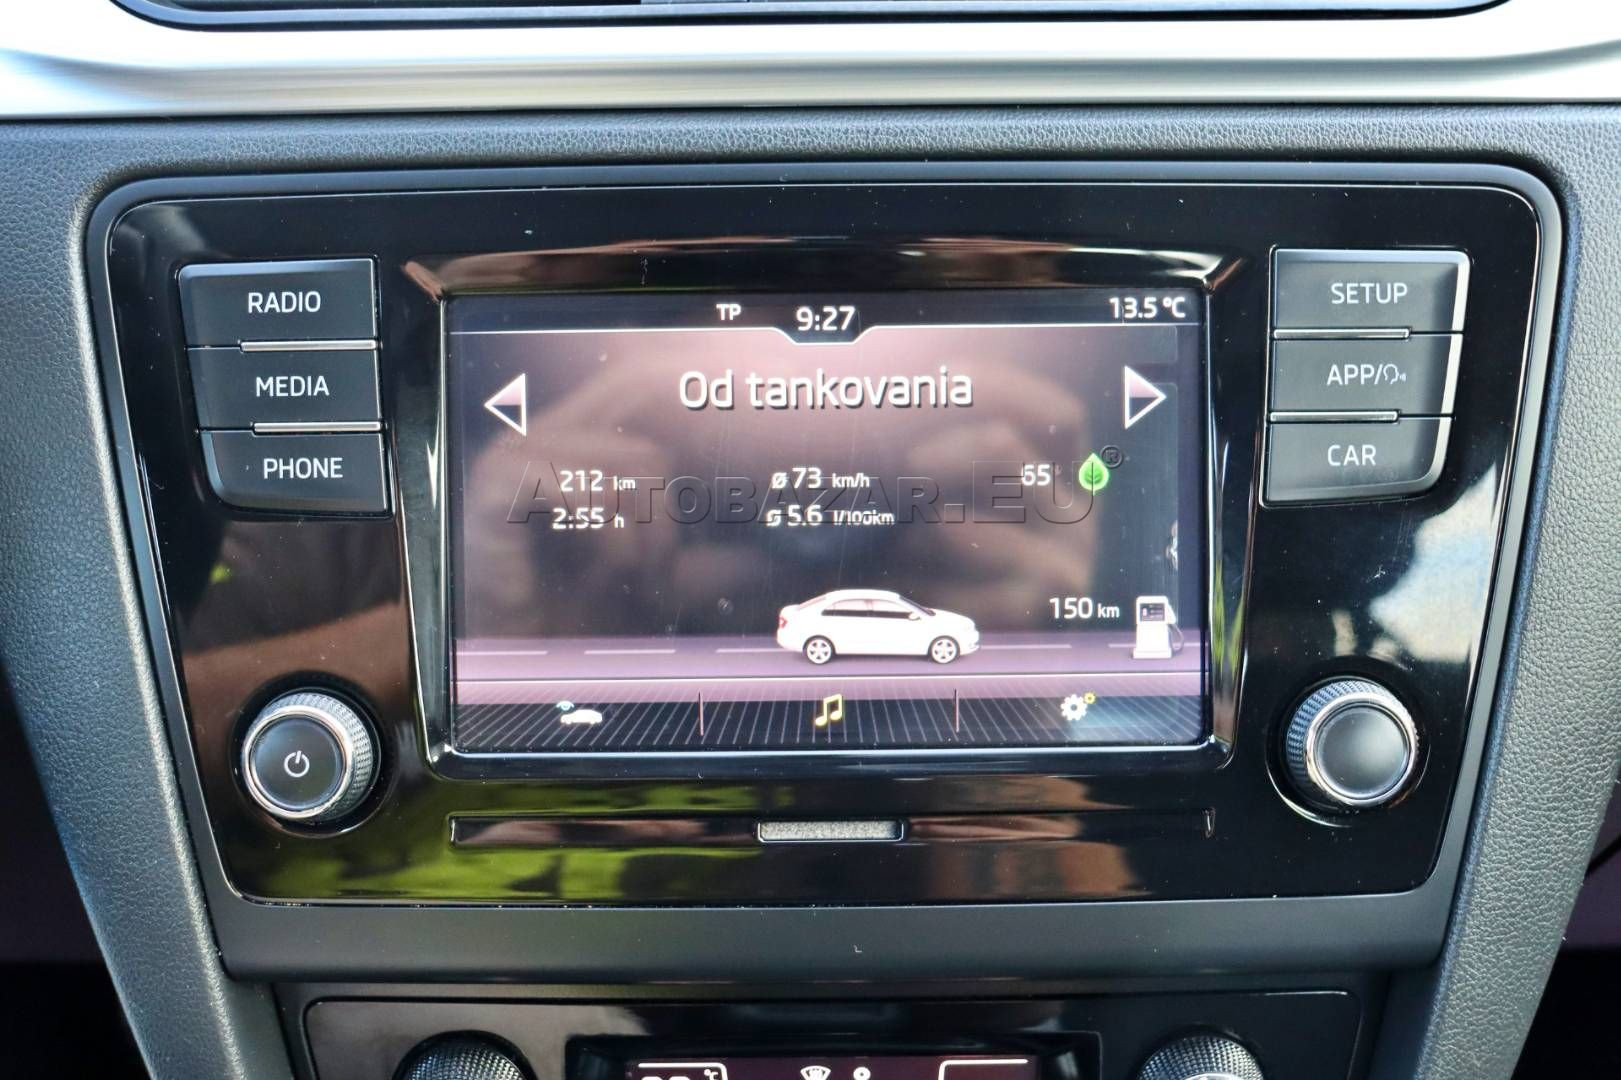 RADIO
MEDIA
PHONE
TP 9:27 13.5 °C
Od tankovania
212 km ø 73 km/h 65
2:55 h ø 5.6 l/100km
AUTOBAZAR.EU®
150 km
SETUP
APP/
CAR
°C